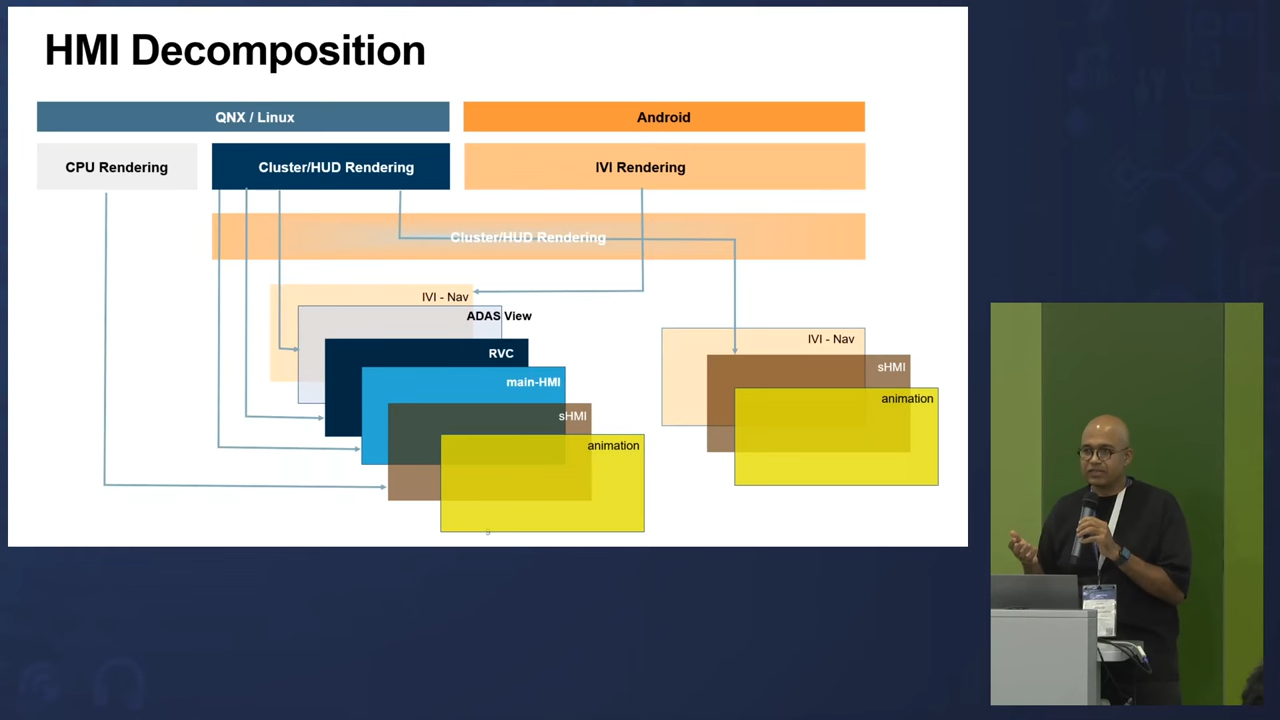 HMI Decomposition
QNX / Linux
Android
CPU Rendering
Cluster/HUD Rendering
IVI Rendering
Cluster/HUD Rendering
IVI - Nav
ADAS View
RVC
main-HMI
sHMI
animation
IVI - Nav
sHMI
animation
9